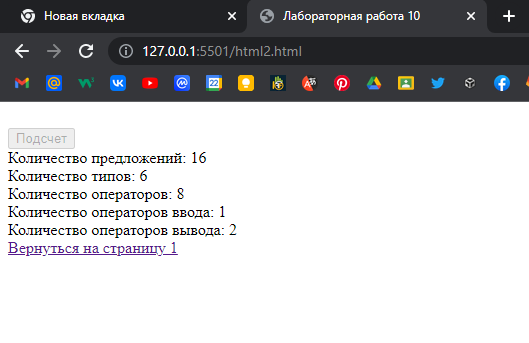 Новая вкладка
Лабораторная работа 10
127.0.0.1:5501/html2.html
22
Подсчет
Количество предложений: 16
Количество типов: 6
Количество операторов: 8
Количество операторов ввода: 1
Количество операторов вывода: 2
Вернуться на страницу 1